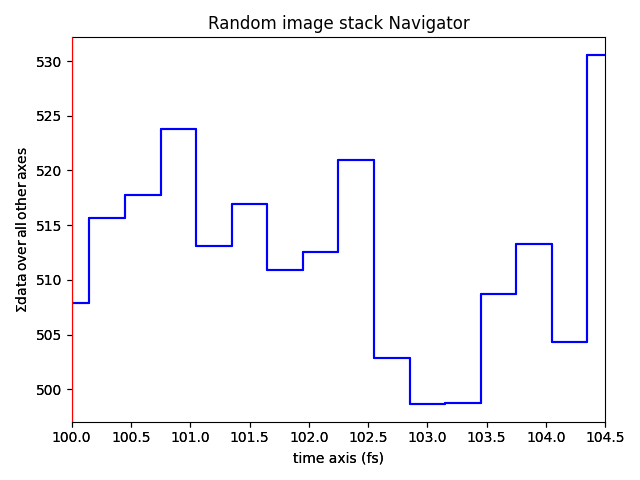 Random image stack Navigator
530
525
520
515
510
505
500
Σdata over all other axes
100.0 100.5 101.0 101.5 102.0 102.5 103.0 103.5 104.0 104.5
time axis (fs)